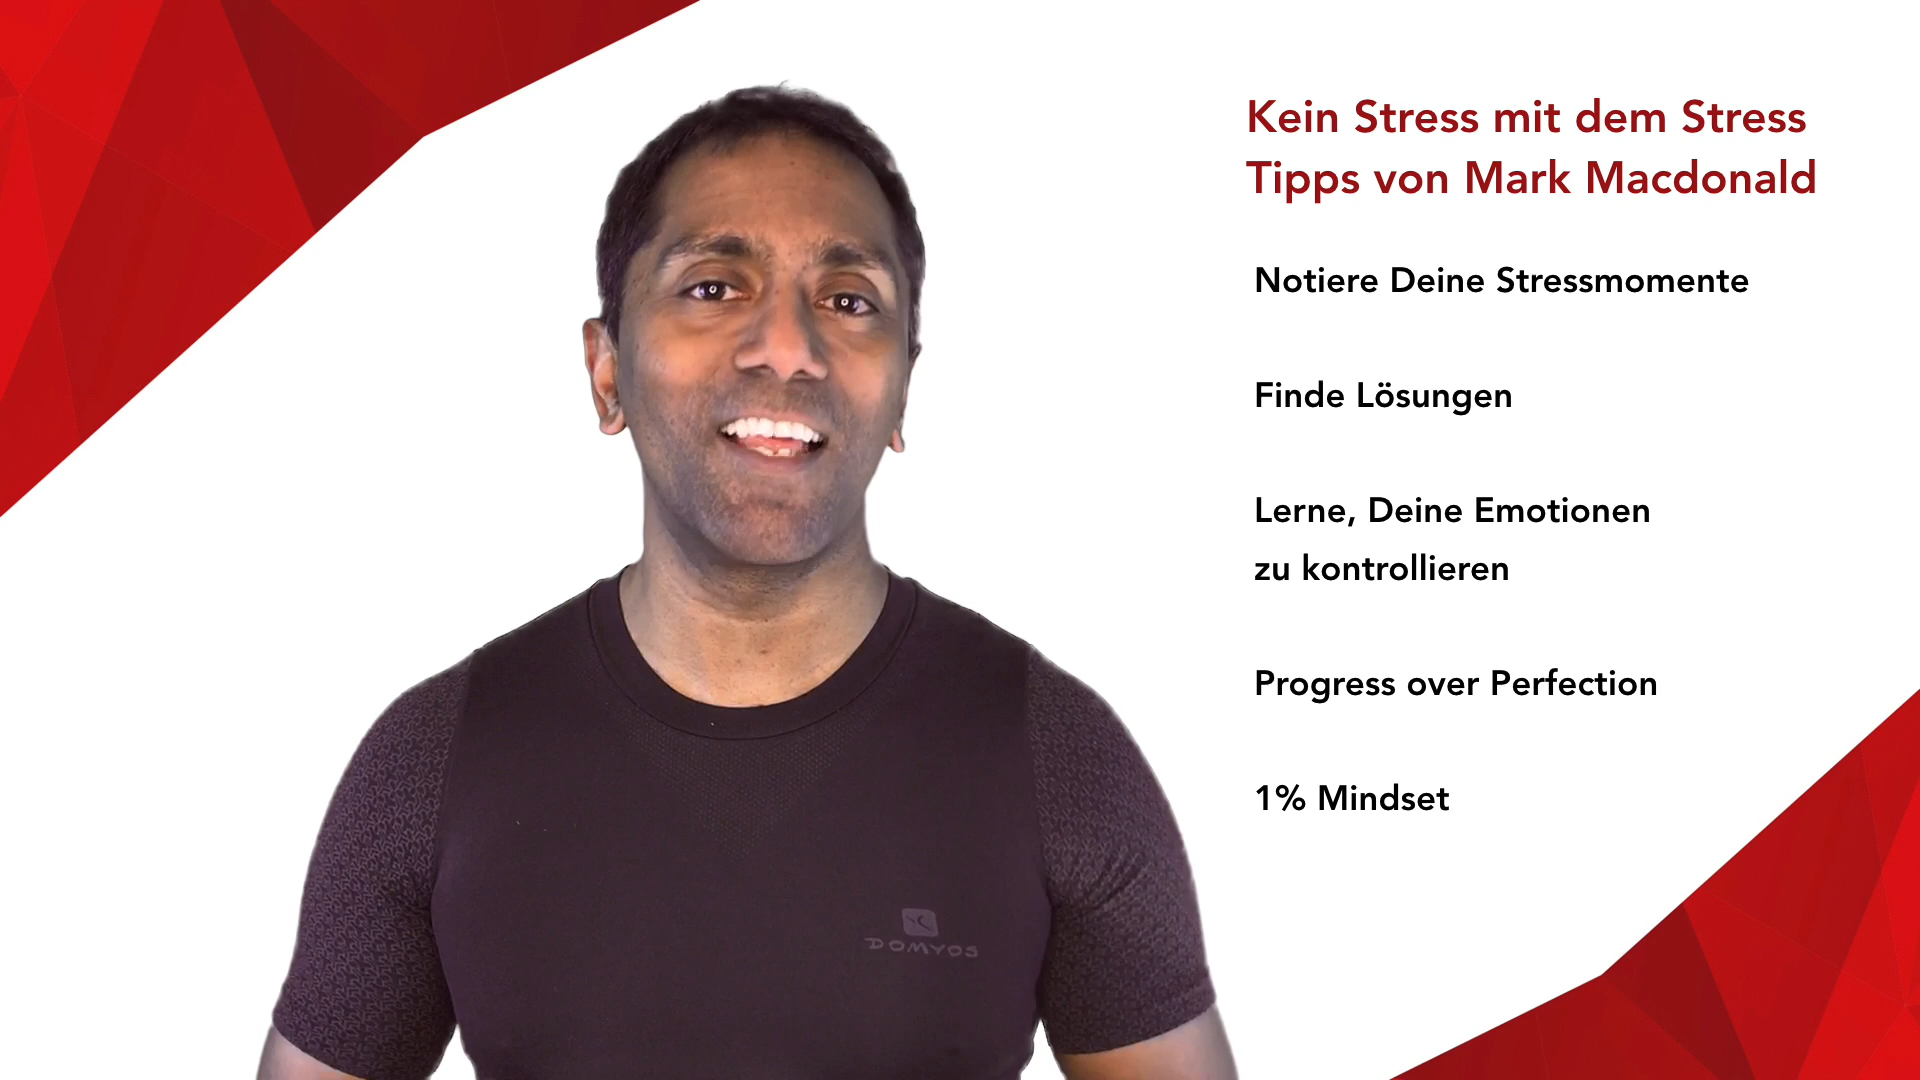 Kein Stress mit dem Stress
Tipps von Mark Macdonald
Notiere Deine Stressmomente
Finde Lösungen
Lerne, Deine Emotionen
zu kontrollieren
Progress over Perfection
1% Mindset
DOMYOS